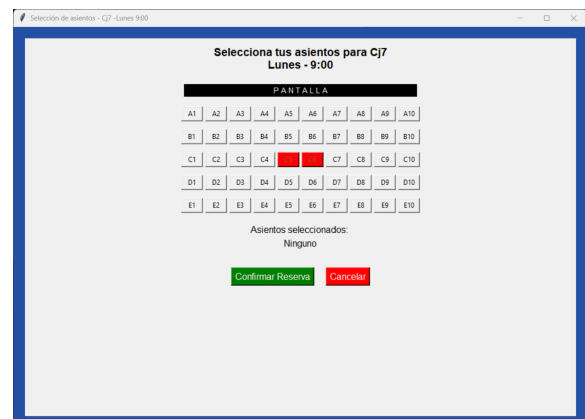 Selección de asientos - Cj7 -Lunes 9:00
Selecciona tus asientos para Cj7
Lunes - 9:00
PANTALLA
A1 A2 A3 A4 A5 A6 A7 A8 A9 A10
B1 B2 B3 B4 B5 B6 B7 B8 B9 B10
C1 C2 C3 C4 C5 C6 C7 C8 C9 C10
D1 D2 D3 D4 D5 D6 D7 D8 D9 D10
E1 E2 E3 E4 E5 E6 E7 E8 E9 E10
Asientos seleccionados:
Ninguno
Confirmar Reserva Cancelar